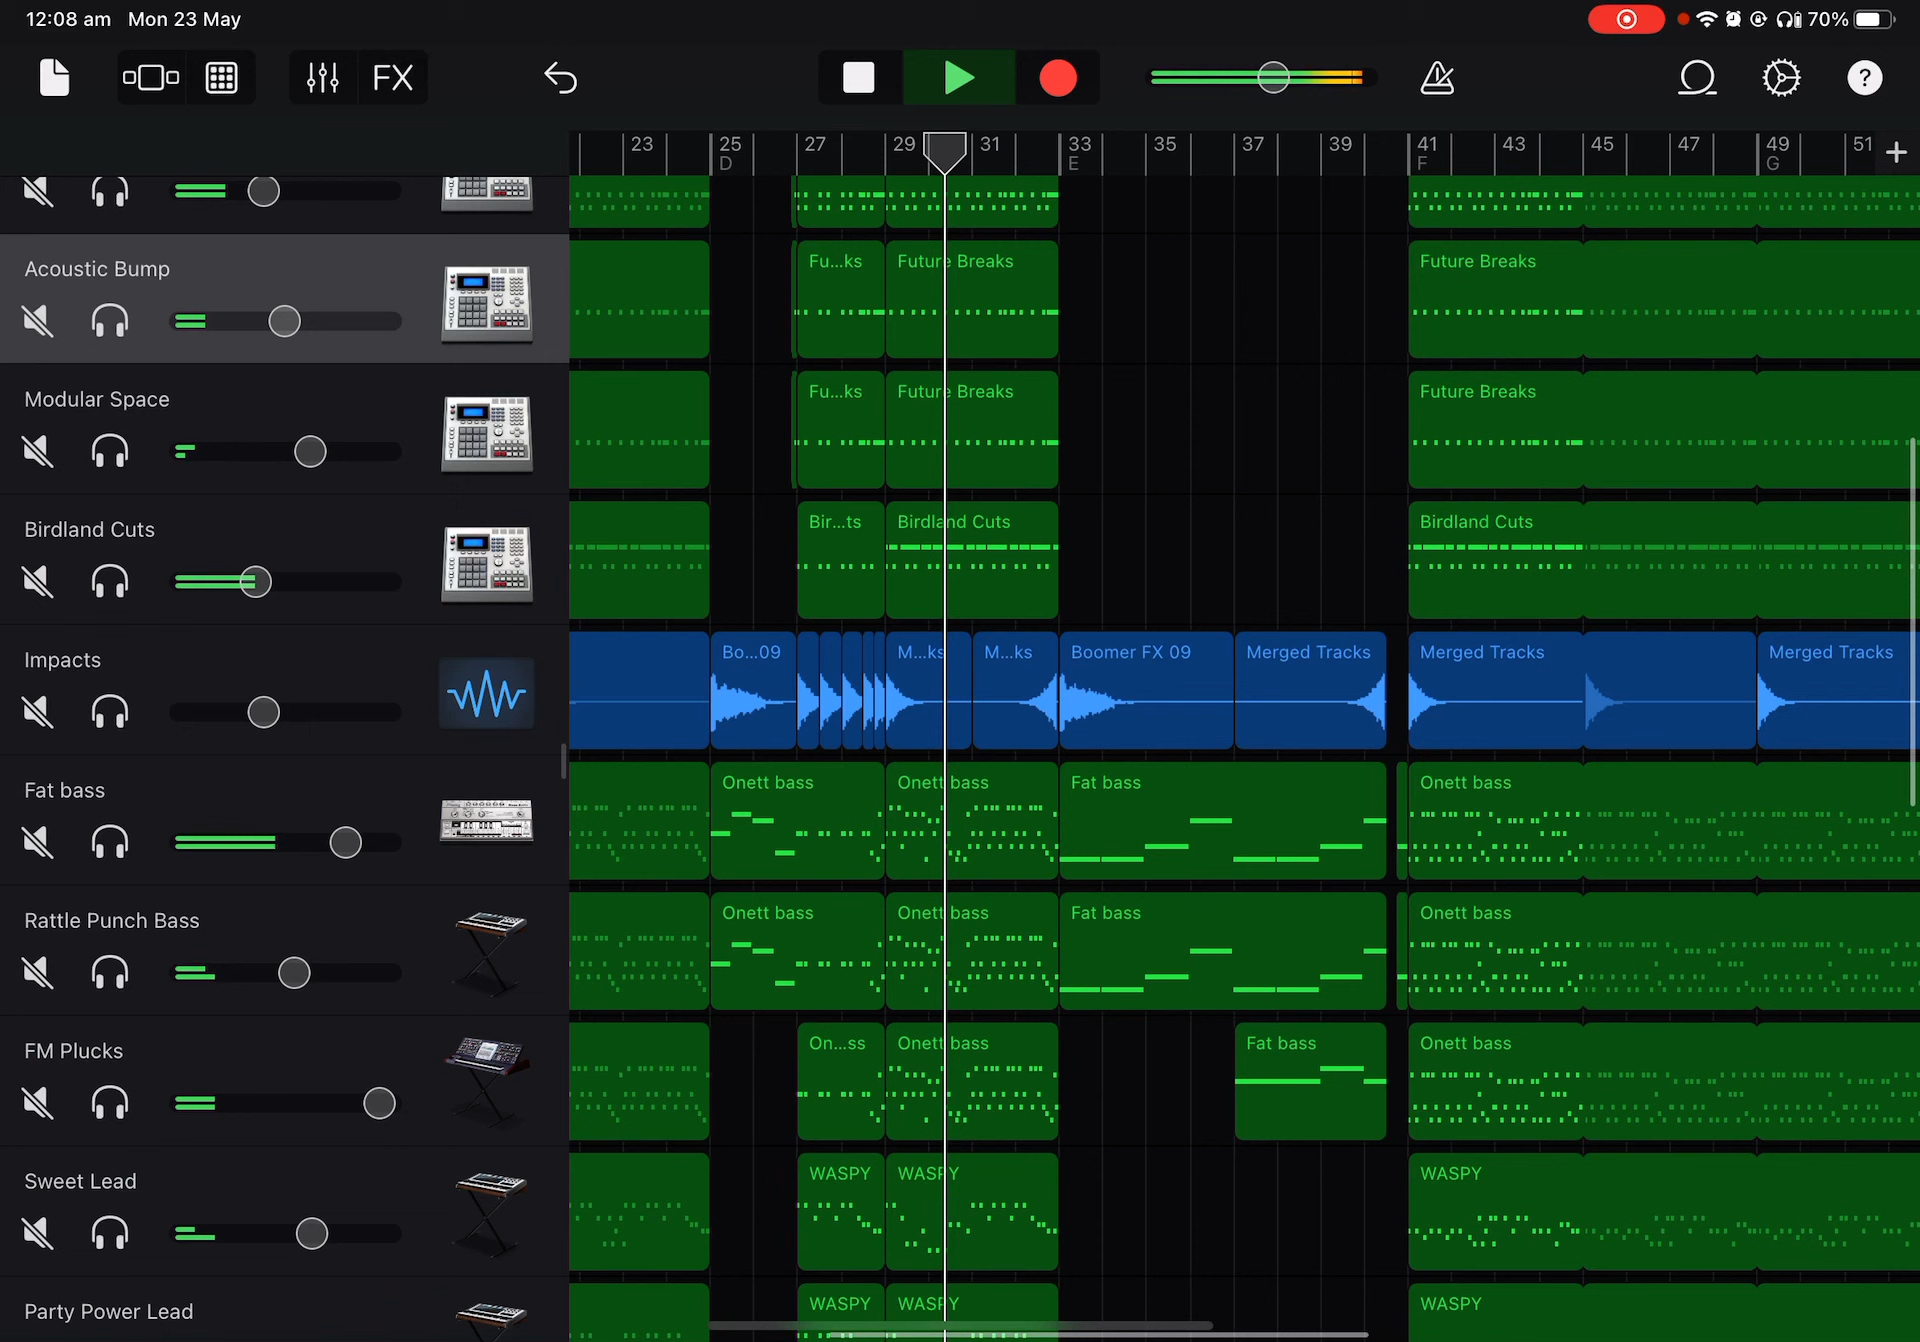 12:08 am Mon 23 May
70%
FX
?
23 25 27 29 31 33 35 37 39 41 43 45 47 49 51 +
D E F G
Acoustic Bump
Fu...ks Future Breaks Future Breaks
Modular Space
Fu...ks Future Breaks Future Breaks
Birdland Cuts
Bir...ts Birdland Cuts Birdland Cuts
Impacts
Bo...09 M...ks M...ks Boomer FX 09 Merged Tracks Merged Tracks Merged Tracks
Fat bass
Onett bass Onett bass Fat bass Onett bass
Rattle Punch Bass
Onett bass Onett bass Fat bass Onett bass
FM Plucks
On...ss Onett bass Fat bass Onett bass
Sweet Lead
WASPY WASPY WASPY
Party Power Lead
WASPY WASPY WASPY